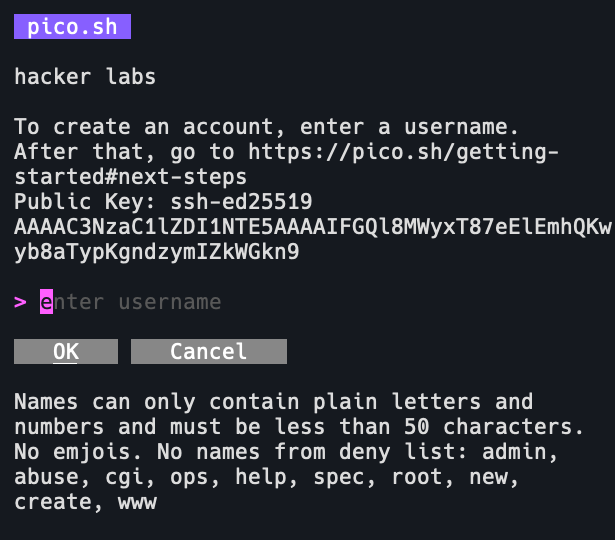 pico.sh
hacker labs
To create an account, enter a username.
After that, go to https://pico.sh/getting-
started#next-steps
Public Key: ssh-ed25519
AAAAC3NzaC1lZDI1NTE5AAAAIFGQl8MWyxT87eElEmhQKw
yb8aTypKgndzymIZkWGkn9
> enter username
OK Cancel
Names can only contain plain letters and
numbers and must be less than 50 characters.
No emjois. No names from deny list: admin,
abuse, cgi, ops, help, spec, root, new,
create, www